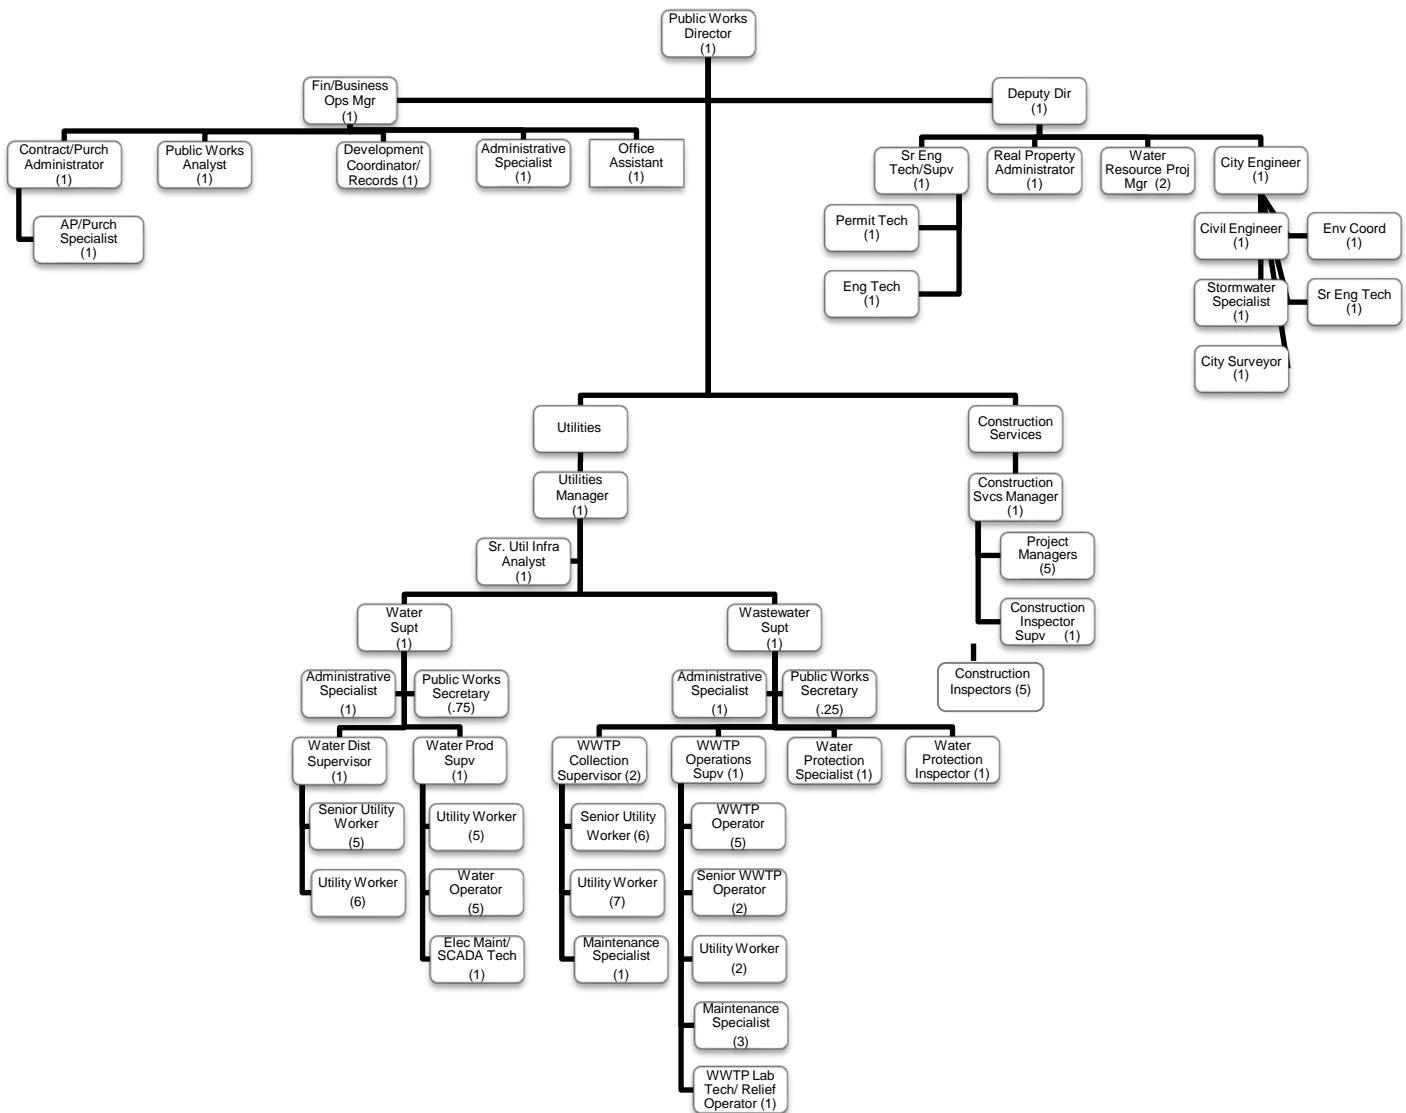 Public Works
Director
(1)
Fin/Business
Ops Mgr
(1)
Deputy Dir
(1)
Contract/Purch
Administrator
(1)
Public Works
Analyst
(1)
Development
Coordinator/
Records (1)
Administrative
Specialist
(1)
Office
Assistant
(1)
Sr Eng
Tech/Supv
(1)
Real Property
Administrator
(1)
Water
Resource Proj
Mgr (2)
City Engineer
(1)
AP/Purch
Specialist
(1)
Permit Tech
(1)
Eng Tech
(1)
Civil Engineer
(1)
Env Coord
(1)
Stormwater
Specialist
(1)
Sr Eng Tech
(1)
City Surveyor
(1)
Utilities
Construction
Services
Utilities
Manager
(1)
Construction
Svcs Manager
(1)
Sr. Util Infra
Analyst
(1)
Project
Managers
(5)
Construction
Inspector
Supv (1)
Construction
Inspectors (5)
Water
Supt
(1)
Wastewater
Supt
(1)
Administrative
Specialist
(1)
Public Works
Secretary
(.75)
Administrative
Specialist
(1)
Public Works
Secretary
(.25)
Water Dist
Supervisor
(1)
Water Prod
Supv
(1)
WWTP
Collection
Supervisor (2)
WWTP
Operations
Supv (1)
Water
Protection
Specialist (1)
Water
Protection
Inspector (1)
Senior Utility
Worker
(5)
Utility Worker
(6)
Utility Worker
(5)
Water
Operator
(5)
Elec Maint/
SCADA Tech
(1)
Senior Utility
Worker (6)
Utility Worker
(7)
Maintenance
Specialist
(1)
WWTP
Operator
(5)
Senior WWTP
Operator
(2)
Utility Worker
(2)
Maintenance
Specialist
(3)
WWTP Lab
Tech/ Relief
Operator (1)